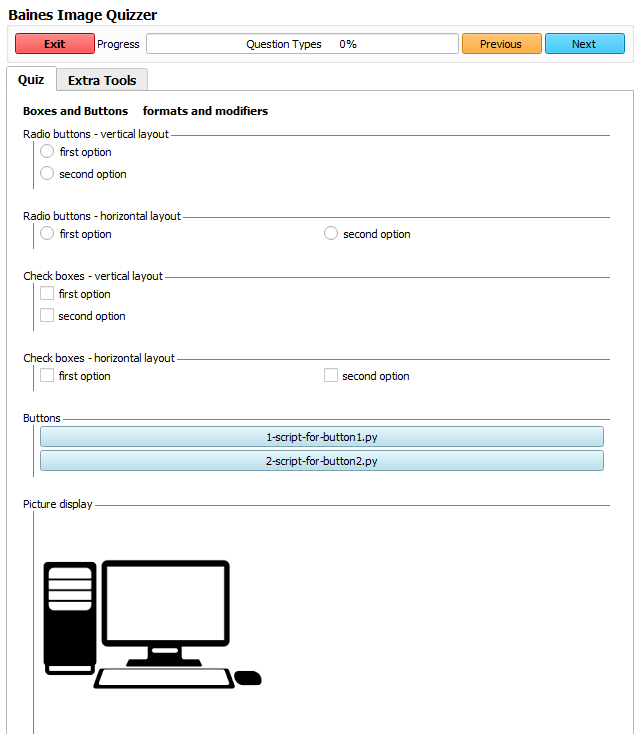 Baines Image Quizzer
Exit Progress Question Types 0% Previous Next
Quiz Extra Tools
Boxes and Buttons formats and modifiers
Radio buttons - vertical layout
first option
second option
Radio buttons - horizontal layout
first option second option
Check boxes - vertical layout
first option
second option
Check boxes - horizontal layout
first option second option
Buttons
1-script-for-button1.py
2-script-for-button2.py
Picture display